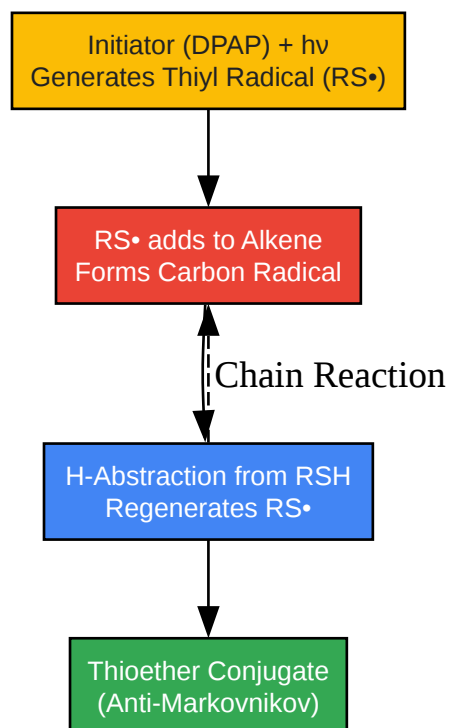 Initiator (DPAP) + hν
Generates Thiyl Radical (RS•)
RS• adds to Alkene
Forms Carbon Radical
Chain Reaction
H-Abstraction from RSH
Regenerates RS•
Thioether Conjugate
(Anti-Markovnikov)